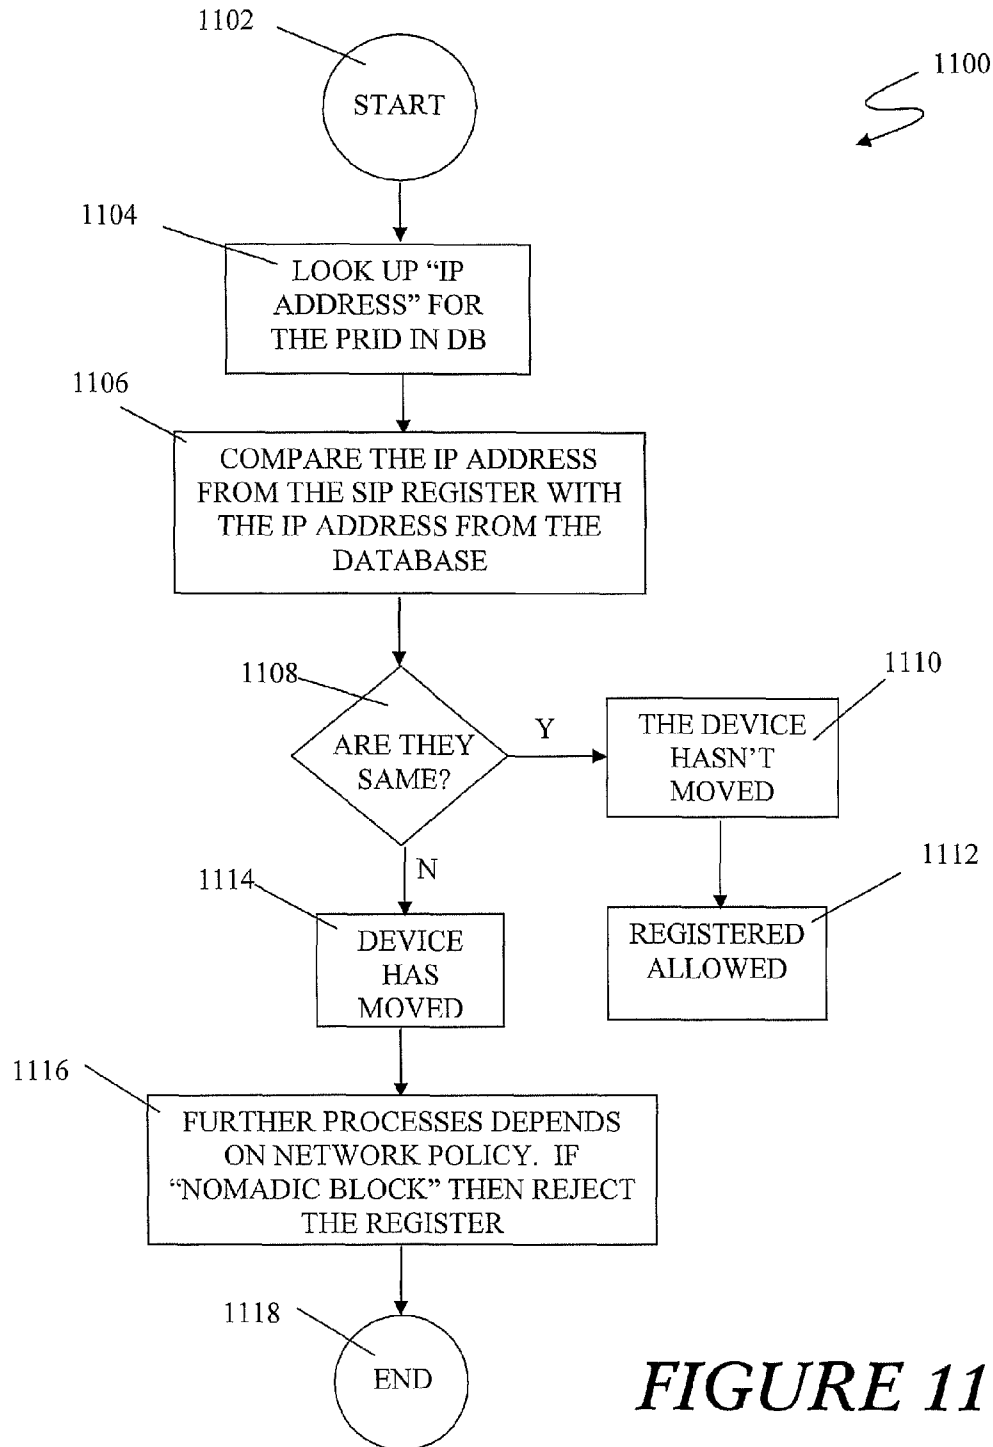 1102
START
1100
1104
LOOK UP “IP
ADDRESS” FOR
THE PRID IN DB
1106
COMPARE THE IP ADDRESS
FROM THE SIP REGISTER WITH
THE IP ADDRESS FROM THE
DATABASE
1108
ARE THEY
SAME?
Y
1110
THE DEVICE
HASN’T
MOVED
N
1112
REGISTERED
ALLOWED
1114
DEVICE
HAS
MOVED
1116
FURTHER PROCESSES DEPENDS
ON NETWORK POLICY. IF
“NOMADIC BLOCK” THEN REJECT
THE REGISTER
1118
END
FIGURE 11